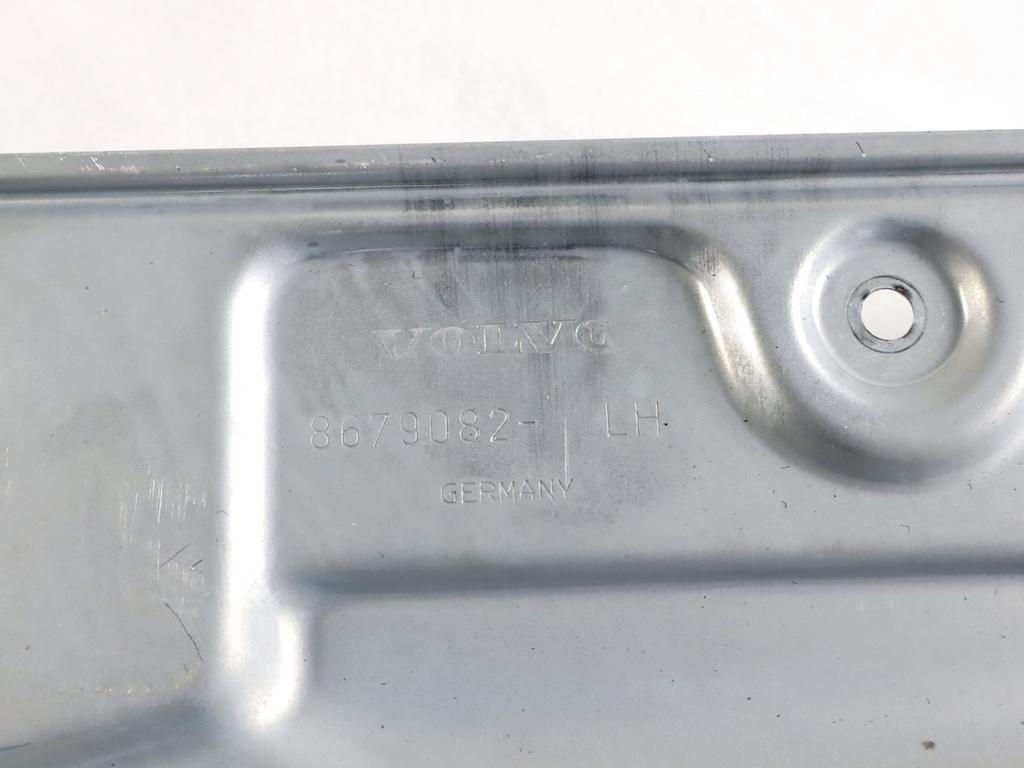 VOLVO
8679082- LH
GERMANY